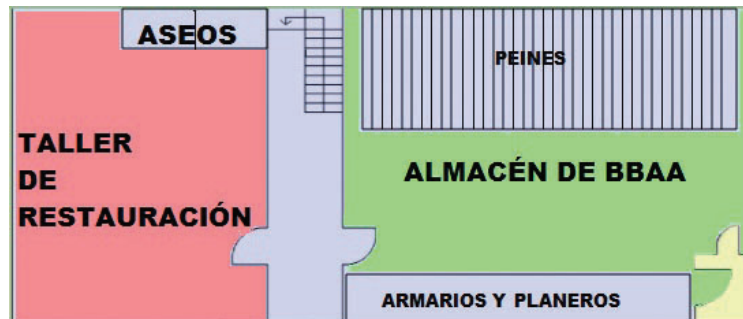 ASEOS
PEINES
TALLER
DE
RESTAURACIÓN
ALMACÉN DE BBAA
ARMARIOS Y PLANEROS